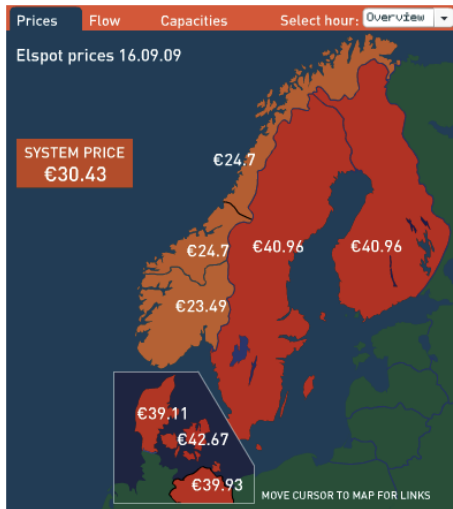 Prices Flow Capacities Select hour: Overview
Elspot prices 16.09.09
SYSTEM PRICE
€30.43
€24.7
€24.7
€40.96
€40.96
€23.49
€39.11
€42.67
€39.93
MOVE CURSOR TO MAP FOR LINKS